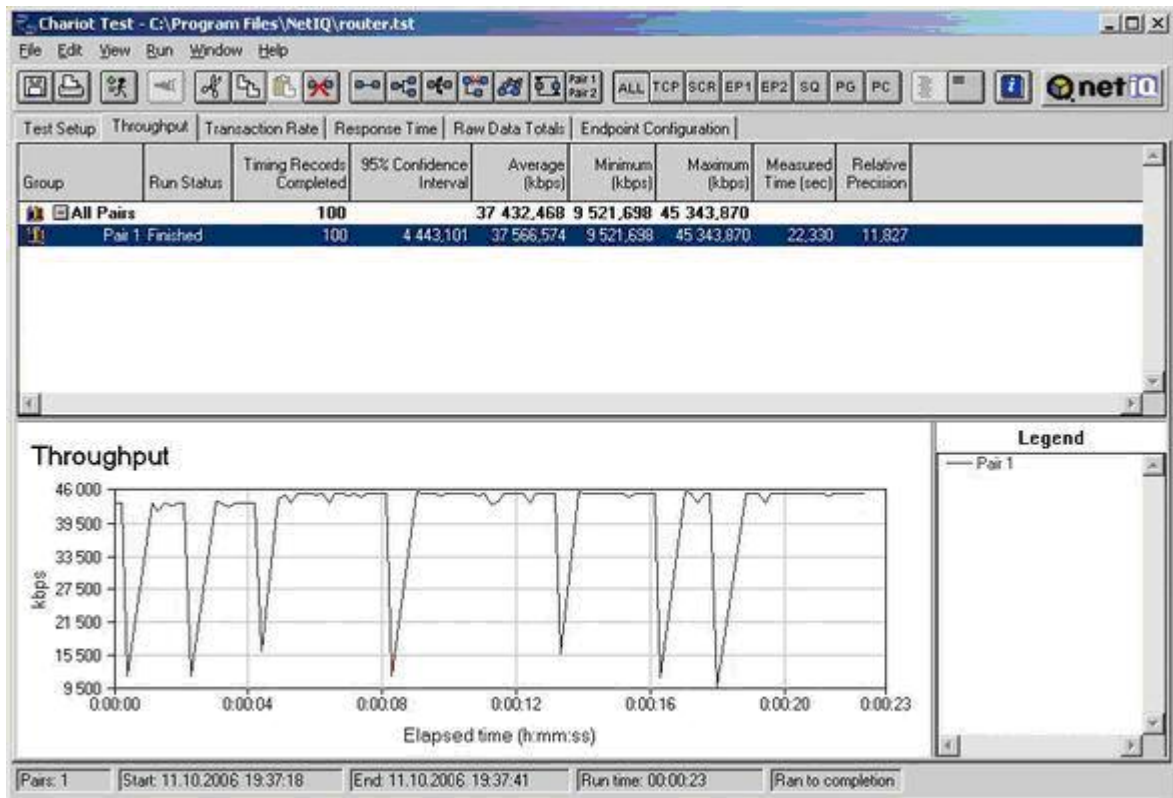 Chariot Test - C:\Program Files\NetIQ\router.tst
File Edit View Run Window Help
Pair 1 Pair 2 ALL TCP SCR EP1 EP2 SQ PG PC netiQ
Test Setup Throughput Transaction Rate Response Time Raw Data Totals Endpoint Configuration
Group Run Status Timing Records Completed 95% Confidence Interval Average (kbps) Minimum (kbps) Maximum (kbps) Measured Time (sec) Relative Precision
All Pairs 100 37 432,468 9 521,698 45 343,870
Pair 1 Finished 100 4 443,101 37 566,574 9 521,698 45 343,870 22,330 11,827
Throughput
46 000
39 500
33 500
27 500
21 500
15 500
9 500
kbps
0:00:00 0:00:04 0:00:08 0:00:12 0:00:16 0:00:20 0:00:23
Elapsed time (h:mm:ss)
Legend
Pair 1
Pairs: 1 Start: 11.10.2006 19:37:18 End: 11.10.2006 19:37:41 Run time: 00:00:23 Ran to completion